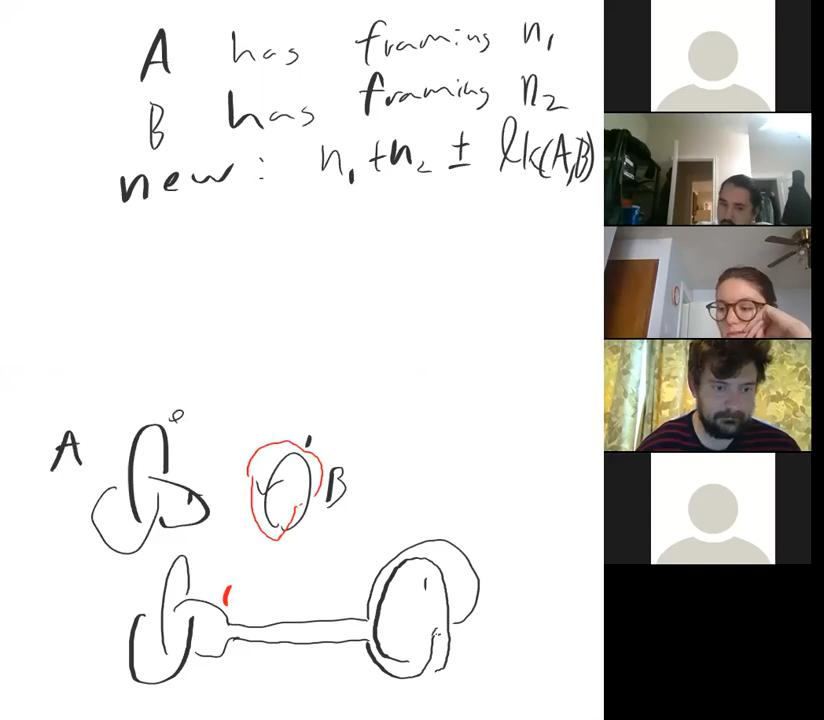 A has framing n₁
B has framing n₂
new: n₁ + n₂ ± lk(A,B)
A
B